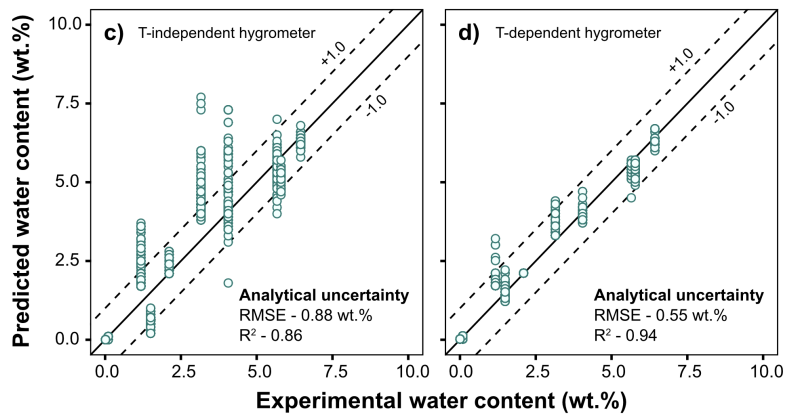 c) T-independent hygrometer
+1.0
-1.0
Analytical uncertainty
RMSE - 0.88 wt.%
R² - 0.86
10.0
7.5
5.0
2.5
0.0
0.0 2.5 5.0 7.5 10.0
Predicted water content (wt.%)
d) T-dependent hygrometer
+1.0
-1.0
Analytical uncertainty
RMSE - 0.55 wt.%
R² - 0.94
0.0 2.5 5.0 7.5 10.0
Experimental water content (wt.%)